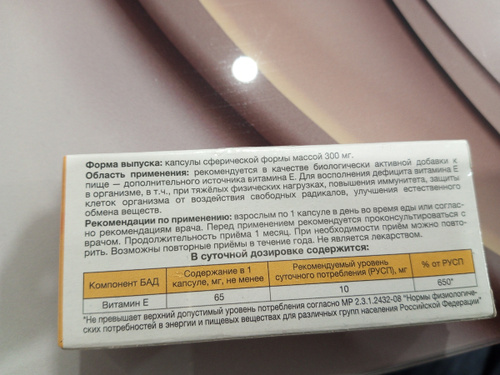 Форма выпуска: капсулы сферической формы массой 300 мг.
Область применения: рекомендуется в качестве биологически активной добавки к
пище — дополнительного источника витамина Е. Для восполнения дефицита витамина Е
в организме, в т.ч., при тяжёлых физических нагрузках, повышения иммунитета, защиты
клеток организма от воздействия свободных радикалов, улучшения естественного
обмена веществ.
Рекомендации по применению: взрослым по 1 капсуле в день во время еды или соглас-
но рекомендациям врача. Перед применением рекомендуется проконсультироваться с
врачом. Продолжительность приёма 1 месяц. При необходимости приём можно повто-
рить. Возможны повторные приёмы в течение года. Не является лекарством.
В суточной дозировке содержится:
Компонент БАД Содержание в 1 капсуле, мг, не менее Рекомендуемый уровень суточного потребления (РУСП), мг % от РУСП
Витамин Е 65 10 650*
*Не превышает верхний допустимый уровень потребления согласно МР 2.3.1.2432-08 "Нормы физиологиче-
ских потребностей в энергии и пищевых веществах для различных групп населения Российской Федерации"